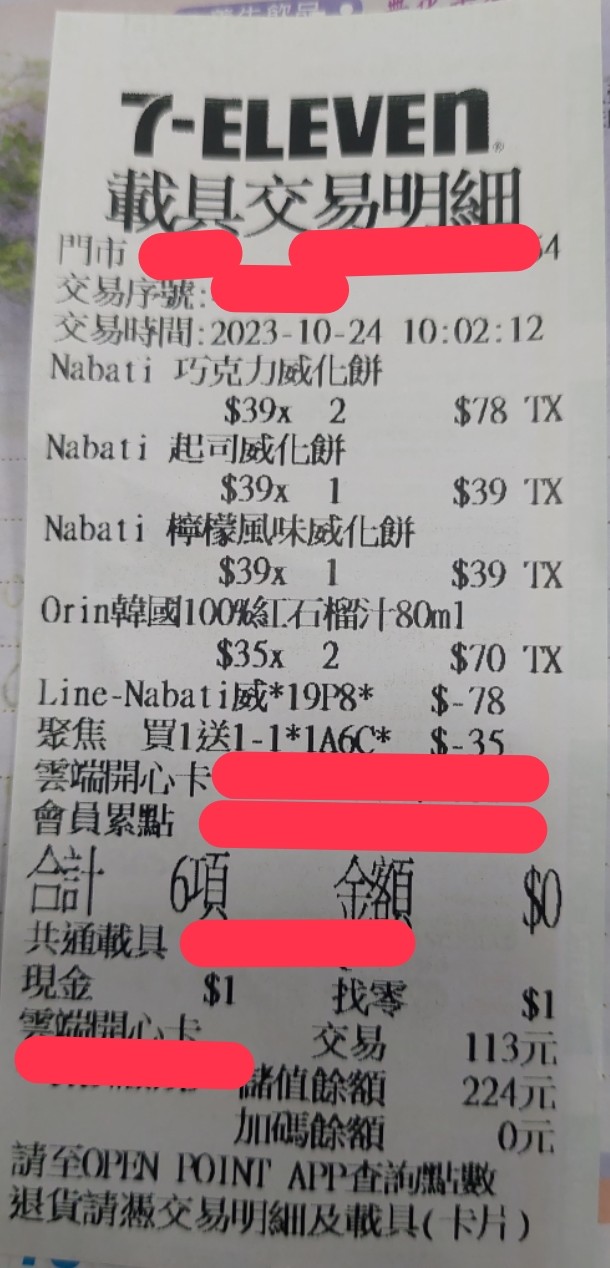 7-ELEVEN®
載具交易明細
門市 4
交易序號:
交易時間:2023-10-24 10:02:12
Nabati 巧克力威化餅
$39x 2 $78 TX
Nabati 起司威化餅
$39x 1 $39 TX
Nabati 檸檬風味威化餅
$39x 1 $39 TX
Orin韓國100%紅石榴汁80ml
$35x 2 $70 TX
Line-Nabati威*19P8* $-78
聚焦 買1送1-1*1A6C* $-35
雲端開心卡
會員累點
合計 6項 金額 $0
共通載具
現金 $1 找零 $1
雲端開心卡 交易 113元
儲值餘額 224元
加碼餘額 0元
請至OPEN POINT APP查詢點數
退貨請憑交易明細及載具(卡片)